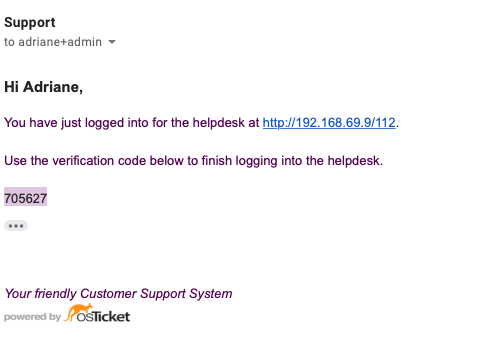 Support
to adriane+admin
Hi Adriane,
You have just logged into for the helpdesk at http://192.168.69.9/112.
Use the verification code below to finish logging into the helpdesk.
705627
Your friendly Customer Support System
powered by osTicket